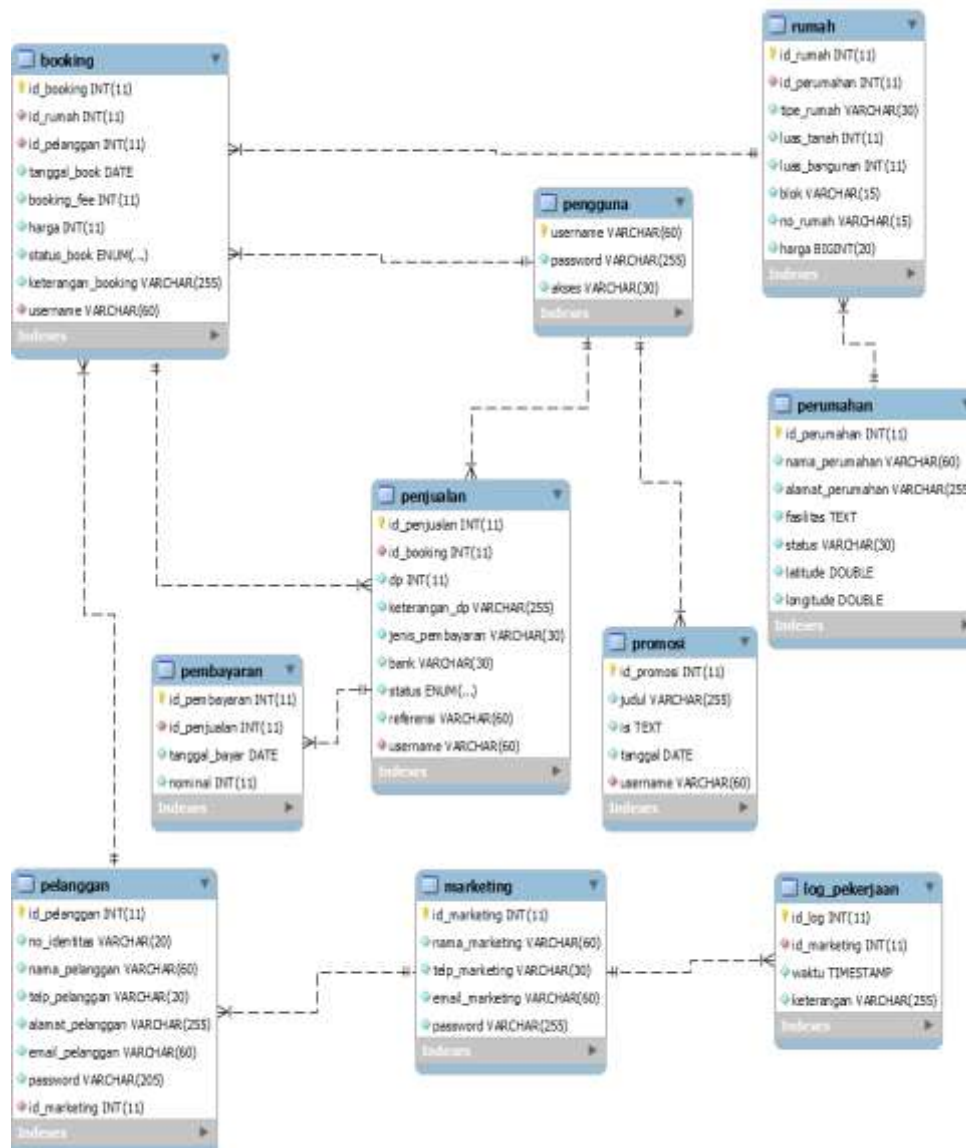 booking
id_booking INT(11)
id_rumah INT(11)
id_pelanggan INT(11)
tanggal_book DATE
booking_fee INT(11)
harga INT(11)
status_book ENUM(...)
keterangan_booking VARCHAR(255)
username VARCHAR(60)
Indexes
rumah
id_rumah INT(11)
id_perumahan INT(11)
tipe_rumah VARCHAR(30)
luas_tanah INT(11)
luas_bangunan INT(11)
blok VARCHAR(15)
no_rumah VARCHAR(15)
harga BIGINT(20)
Indexes
pengguna
username VARCHAR(60)
password VARCHAR(255)
akses VARCHAR(30)
Indexes
perumahan
id_perumahan INT(11)
nama_perumahan VARCHAR(60)
alamat_perumahan VARCHAR(255
fasilitas TEXT
status VARCHAR(30)
latitude DOUBLE
longitude DOUBLE
Indexes
penjualan
id_penjualan INT(11)
id_booking INT(11)
dp INT(11)
keterangan_dp VARCHAR(255)
jenis_pembayaran VARCHAR(30)
bank VARCHAR(30)
status ENUM(...)
referensi VARCHAR(60)
username VARCHAR(60)
Indexes
promosi
id_promosi INT(11)
judul VARCHAR(255)
isi TEXT
tanggal DATE
username VARCHAR(60)
Indexes
pembayaran
id_pembayaran INT(11)
id_penjualan INT(11)
tanggal_bayar DATE
nominal INT(11)
Indexes
pelanggan
id_pelanggan INT(11)
no_identitas VARCHAR(20)
nama_pelanggan VARCHAR(60)
telp_pelanggan VARCHAR(20)
alamat_pelanggan VARCHAR(255)
email_pelanggan VARCHAR(60)
password VARCHAR(205)
id_marketing INT(11)
Indexes
marketing
id_marketing INT(11)
nama_marketing VARCHAR(60)
telp_marketing VARCHAR(30)
email_marketing VARCHAR(60)
password VARCHAR(255)
Indexes
log_pekerjaan
id_log INT(11)
id_marketing INT(11)
waktu TIMESTAMP
keterangan VARCHAR(255)
Indexes